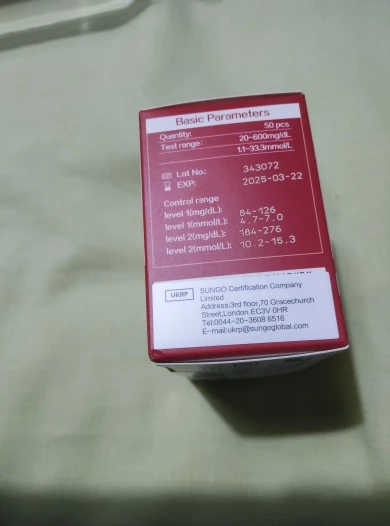 Basic Parameters
Quantity: 50 pcs
Test range: 20~600mg/dL
1.1~33.3mmol/L
Lot No.: 343072
EXP: 2025-03-22
Control range
level 1(mg/dL): 84-126
level 1(mmol/L): 4.7-7.0
level 2(mg/dL): 184-276
level 2(mmol/L): 10.2-15.3
UKRP
SUNGO Certification Company
Limited
Address:3rd floor,70 Gracechurch
Street,London.EC3V 0HR
Tel:0044-20-3608 6516
E-mail:ukrp@sungoglobal.com